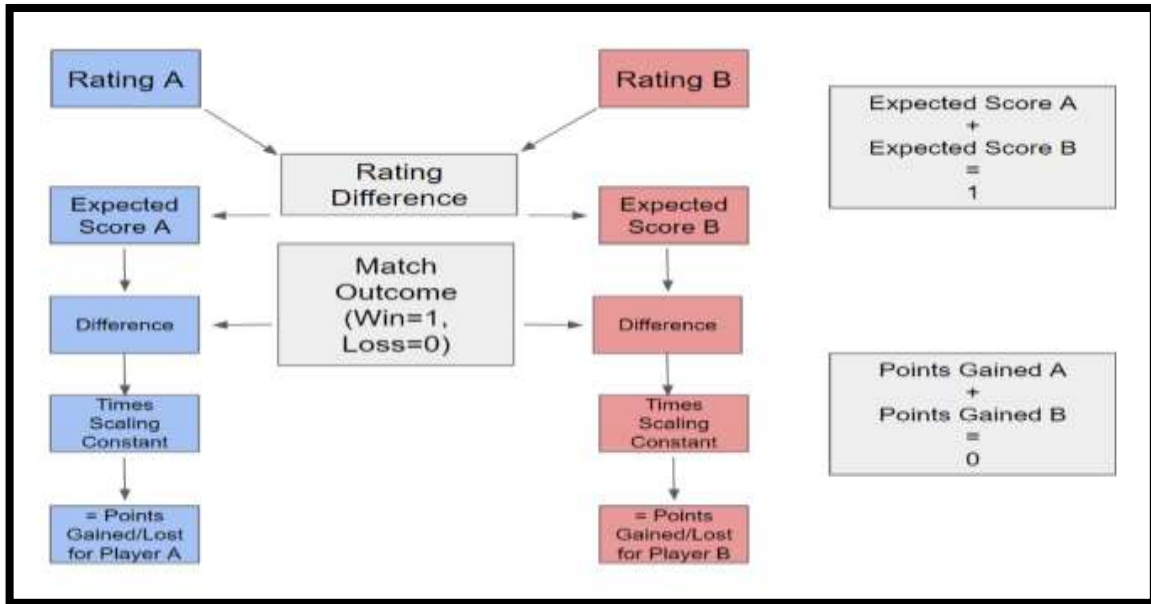 Rating A
Rating B
Expected Score A
+
Expected Score B
=
1
Rating
Difference
Expected
Score A
Expected
Score B
Match
Outcome
(Win=1,
Loss=0)
Difference
Difference
Points Gained A
+
Points Gained B
=
0
Times
Scaling
Constant
Times
Scaling
Constant
= Points
Gained/Lost
for Player A
= Points
Gained/Lost
for Player B